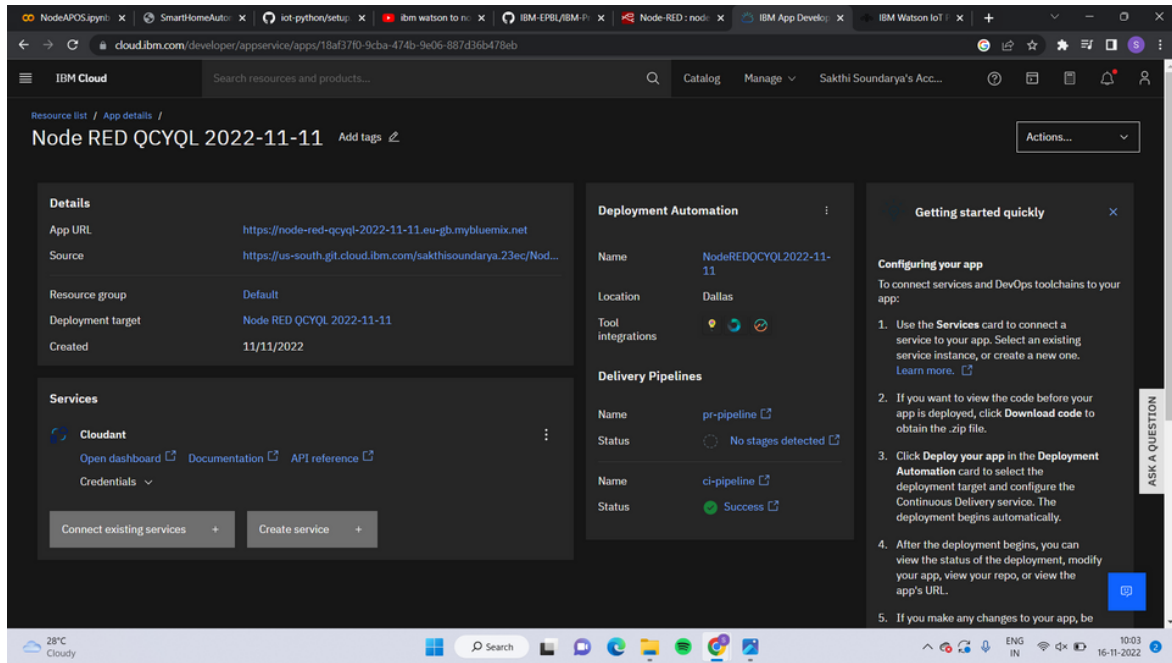 NodeAPOS.ipynb
SmartHomeAutor
iot-python/setup
ibm watson to no
IBM-EPBL/IBM-Pr
Node-RED : node
IBM App Develop
IBM Watson IoT P
cloud.ibm.com/developer/appservice/apps/18af37f0-9cba-474b-9e06-887d36b478eb
S
IBM Cloud
Search resources and products...
Catalog
Manage
Sakthi Soundarya's Acc...
Resource list / App details /
Node RED QCYQL 2022-11-11
Add tags
Actions...
Details
App URL https://node-red-qcyql-2022-11-11.eu-gb.mybluemix.net
Source https://us-south.git.cloud.ibm.com/sakthisoundarya.23ec/Nod...
Resource group Default
Deployment target Node RED QCYQL 2022-11-11
Created 11/11/2022
Services
Cloudant
Open dashboard Documentation API reference
Credentials
Connect existing services +
Create service +
Deployment Automation
Name NodeREDQCYQL2022-11-
11
Location Dallas
Tool
integrations
Delivery Pipelines
Name pr-pipeline
Status No stages detected
Name ci-pipeline
Status Success
Getting started quickly
Configuring your app
To connect services and DevOps toolchains to your
app:
1. Use the Services card to connect a
service to your app. Select an existing
service instance, or create a new one.
Learn more.
2. If you want to view the code before your
app is deployed, click Download code to
obtain the .zip file.
3. Click Deploy your app in the Deployment
Automation card to select the
deployment target and configure the
Continuous Delivery service. The
deployment begins automatically.
4. After the deployment begins, you can
view the status of the deployment, modify
your app, view your repo, or view the
app's URL.
5. If you make any changes to your app, be
ASK A QUESTION
28°C
Cloudy
Search
ENG
IN
10:03
16-11-2022
2